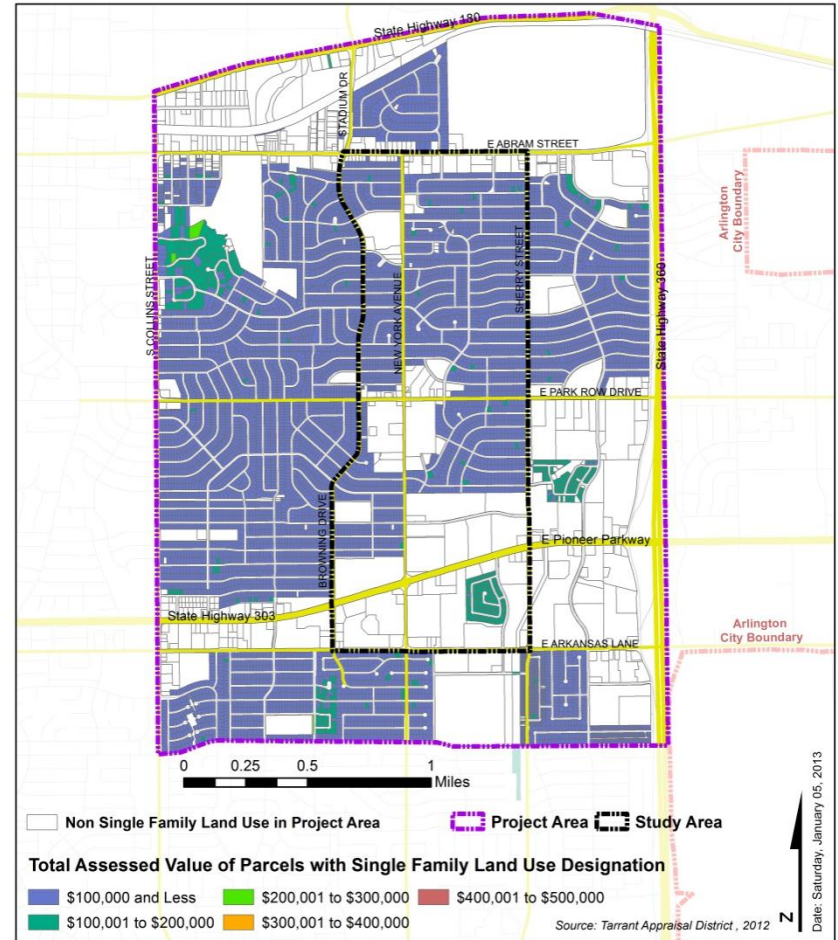 State Highway 180
STADIUM DR
E ABRAM STREET
Arlington
City Boundary
S COLLINS STREET
NEW YORK AVENUE
SHERRY STREET
State Highway 360
E PARK ROW DRIVE
BROWNING DRIVE
E Pioneer Parkway
State Highway 303
E ARKANSAS LANE
Arlington
City Boundary
0 0.25 0.5 1
Miles
Non Single Family Land Use in Project Area Project Area Study Area
Total Assessed Value of Parcels with Single Family Land Use Designation
$100,000 and Less $200,001 to $300,000 $400,001 to $500,000
$100,001 to $200,000 $300,001 to $400,000
Source: Tarrant Appraisal District , 2012
N
Date: Saturday, January 05, 2013